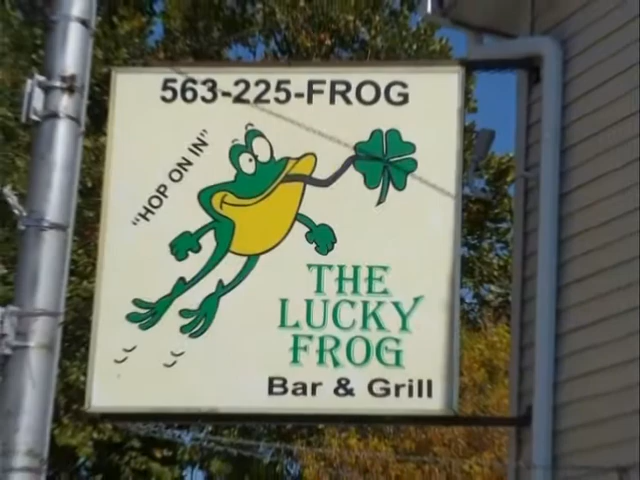 563-225-FROG
"HOP ON IN"
THE
LUCKY
FROG
Bar & Grill